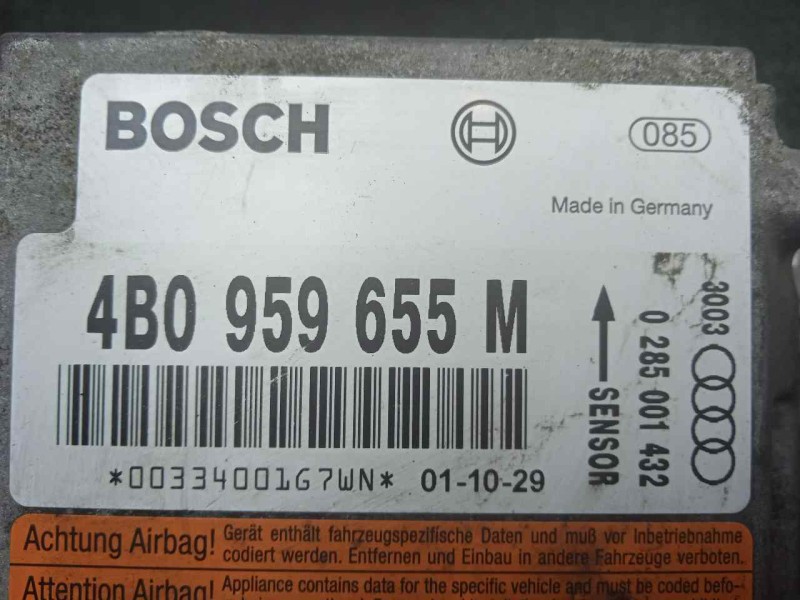 BOSCH
085
Made in Germany
4B0 959 655 M
SENSOR
0 285 001 432
3003
*00334001G7WN* 01-10-29
Achtung Airbag! Gerät enthält fahrzeugspezifische Daten und muß vor Inbetriebnahme
codiert werden. Entfernen und Einbau in andere Fahrzeuge verboten.
Attention Airbag! Appliance contains data for the specific vehicle and must be coded befo-